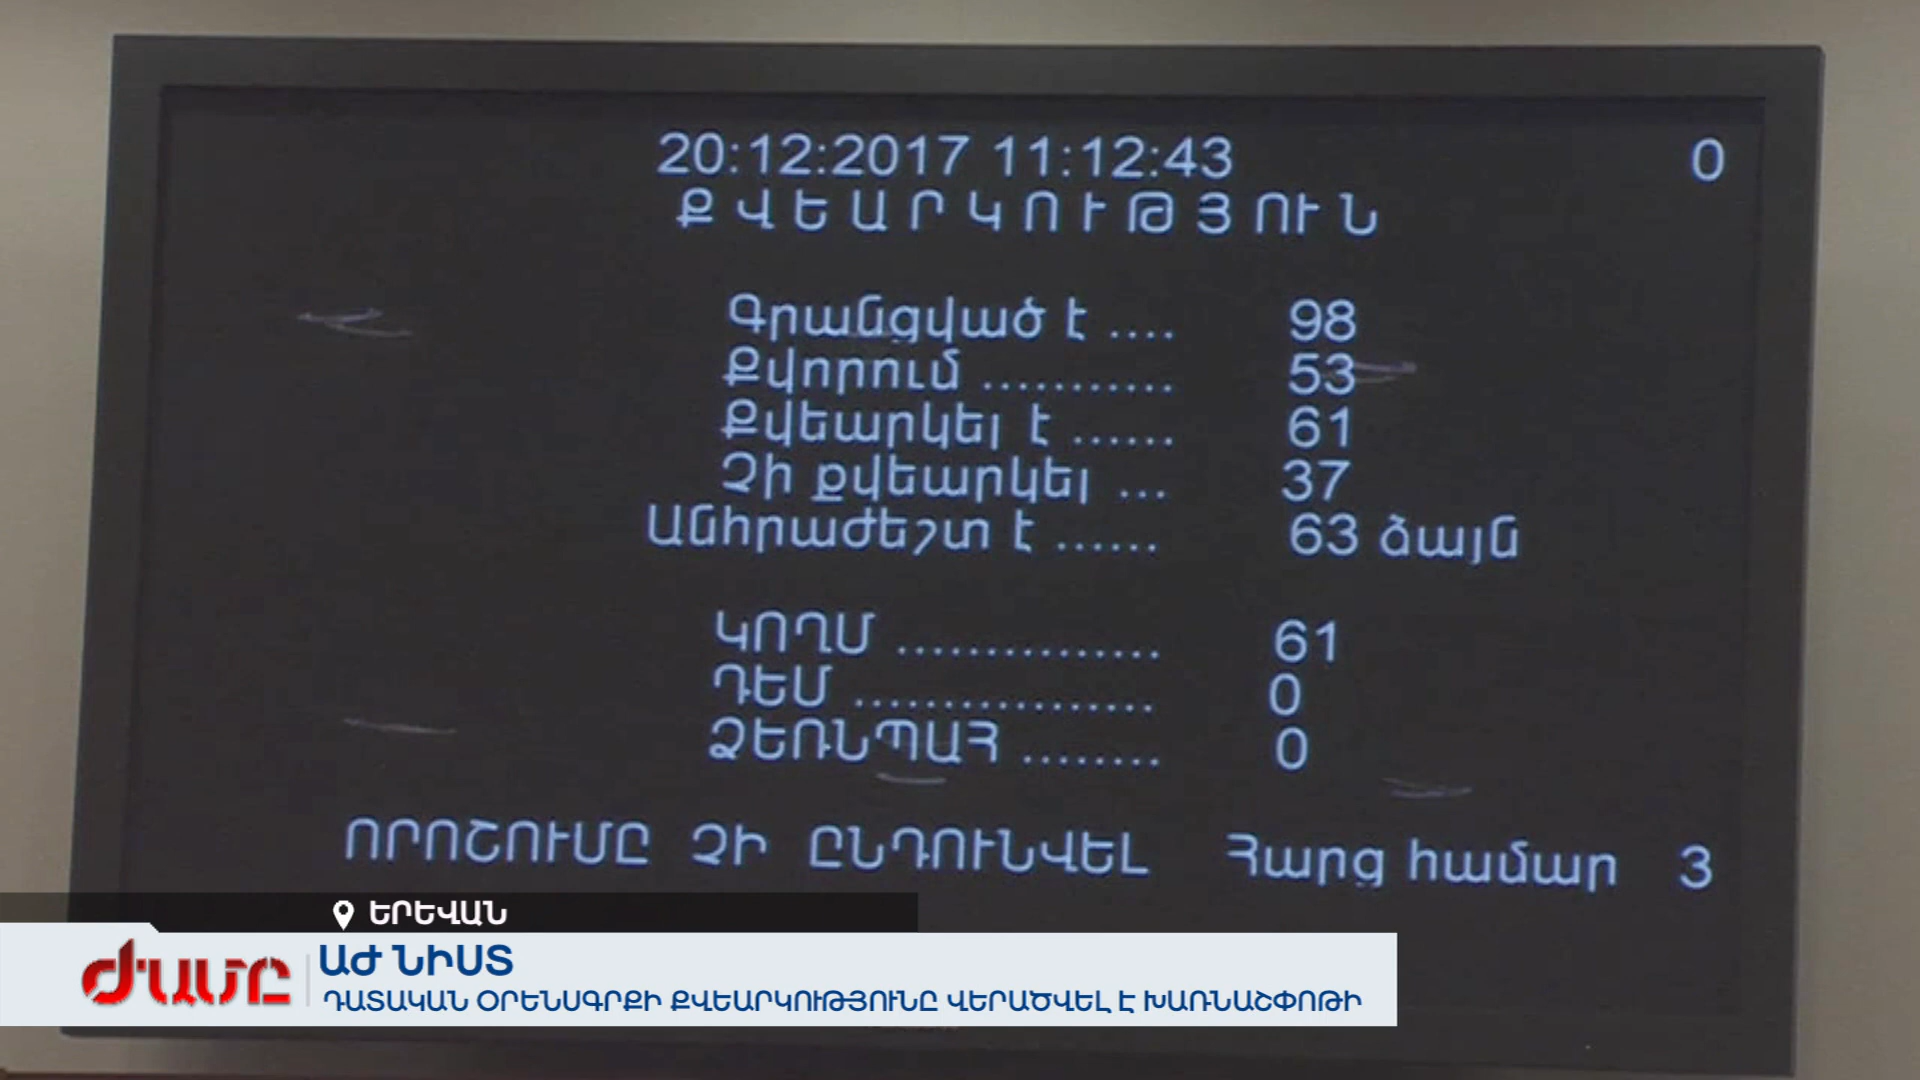 20:12:2017 11:12:43 0
Ք Վ Ե Ա Ր Կ Ո Ւ Թ Յ ՈՒ Ն
Գրանցված է .... 98
Քվորում ........... 53
Քվեարկել է ...... 61
Չի քվեարկել ... 37
Անհրաժեշտ է ...... 63 ձայն
ԿՈՂՄ ............... 61
ԴԵՄ ................. 0
ՁԵՌՆՊԱՀ ........ 0
ՈՐՈՇՈՒՄԸ ՉԻ ԸՆԴՈՒՆՎԵԼ Հարց համար 3
ԵՐԵՎԱՆ
ժամը
ԱԺ ՆԻՍՏ
ԴԱՏԱԿԱՆ ՕՐԵՆՍԳՐՔԻ ՔՎԵԱՐԿՈՒԹՅՈՒՆԸ ՎԵՐԱԾՎԵԼ Է ԽԱՌՆԱՇՓՈԹԻ